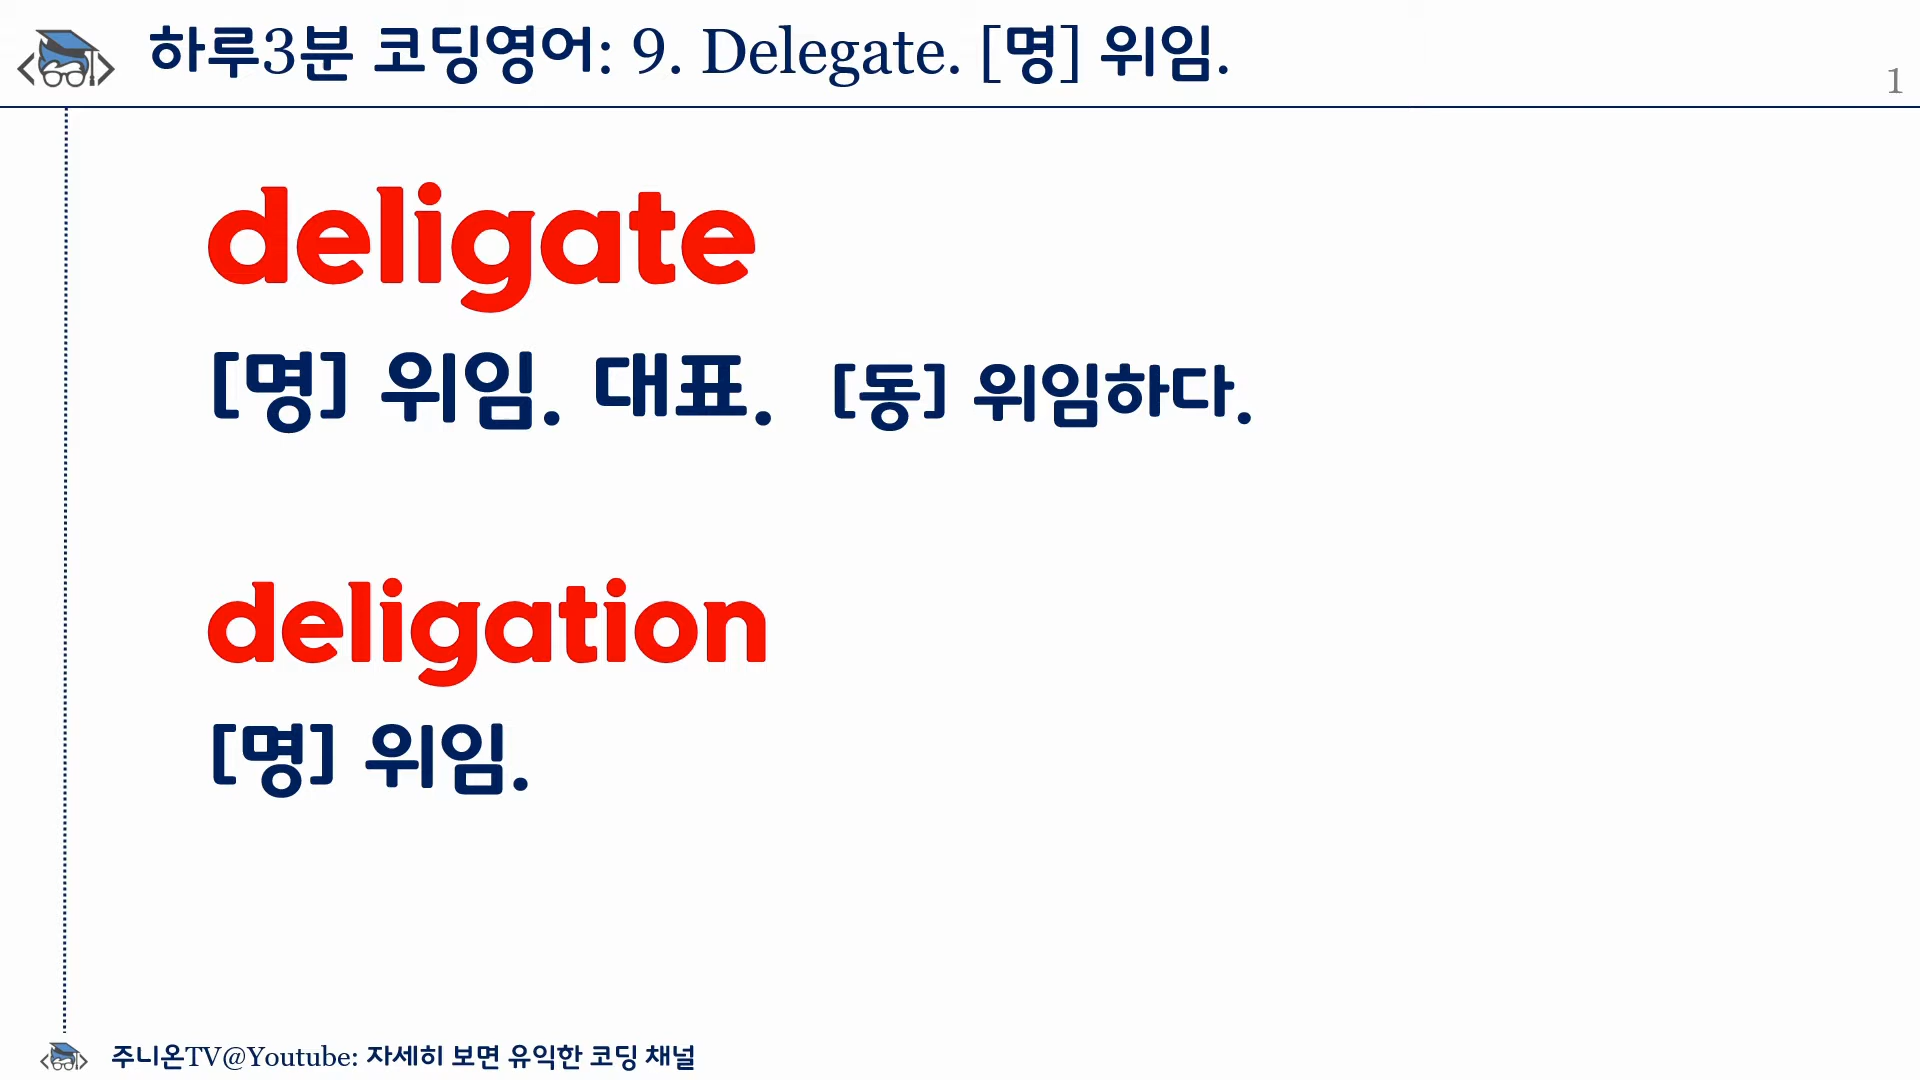 하루3분 코딩영어: 9. Delegate. [명] 위임.
1
deligate
[명] 위임. 대표. [동] 위임하다.
deligation
[명] 위임.
주니온TV@Youtube: 자세히 보면 유익한 코딩 채널